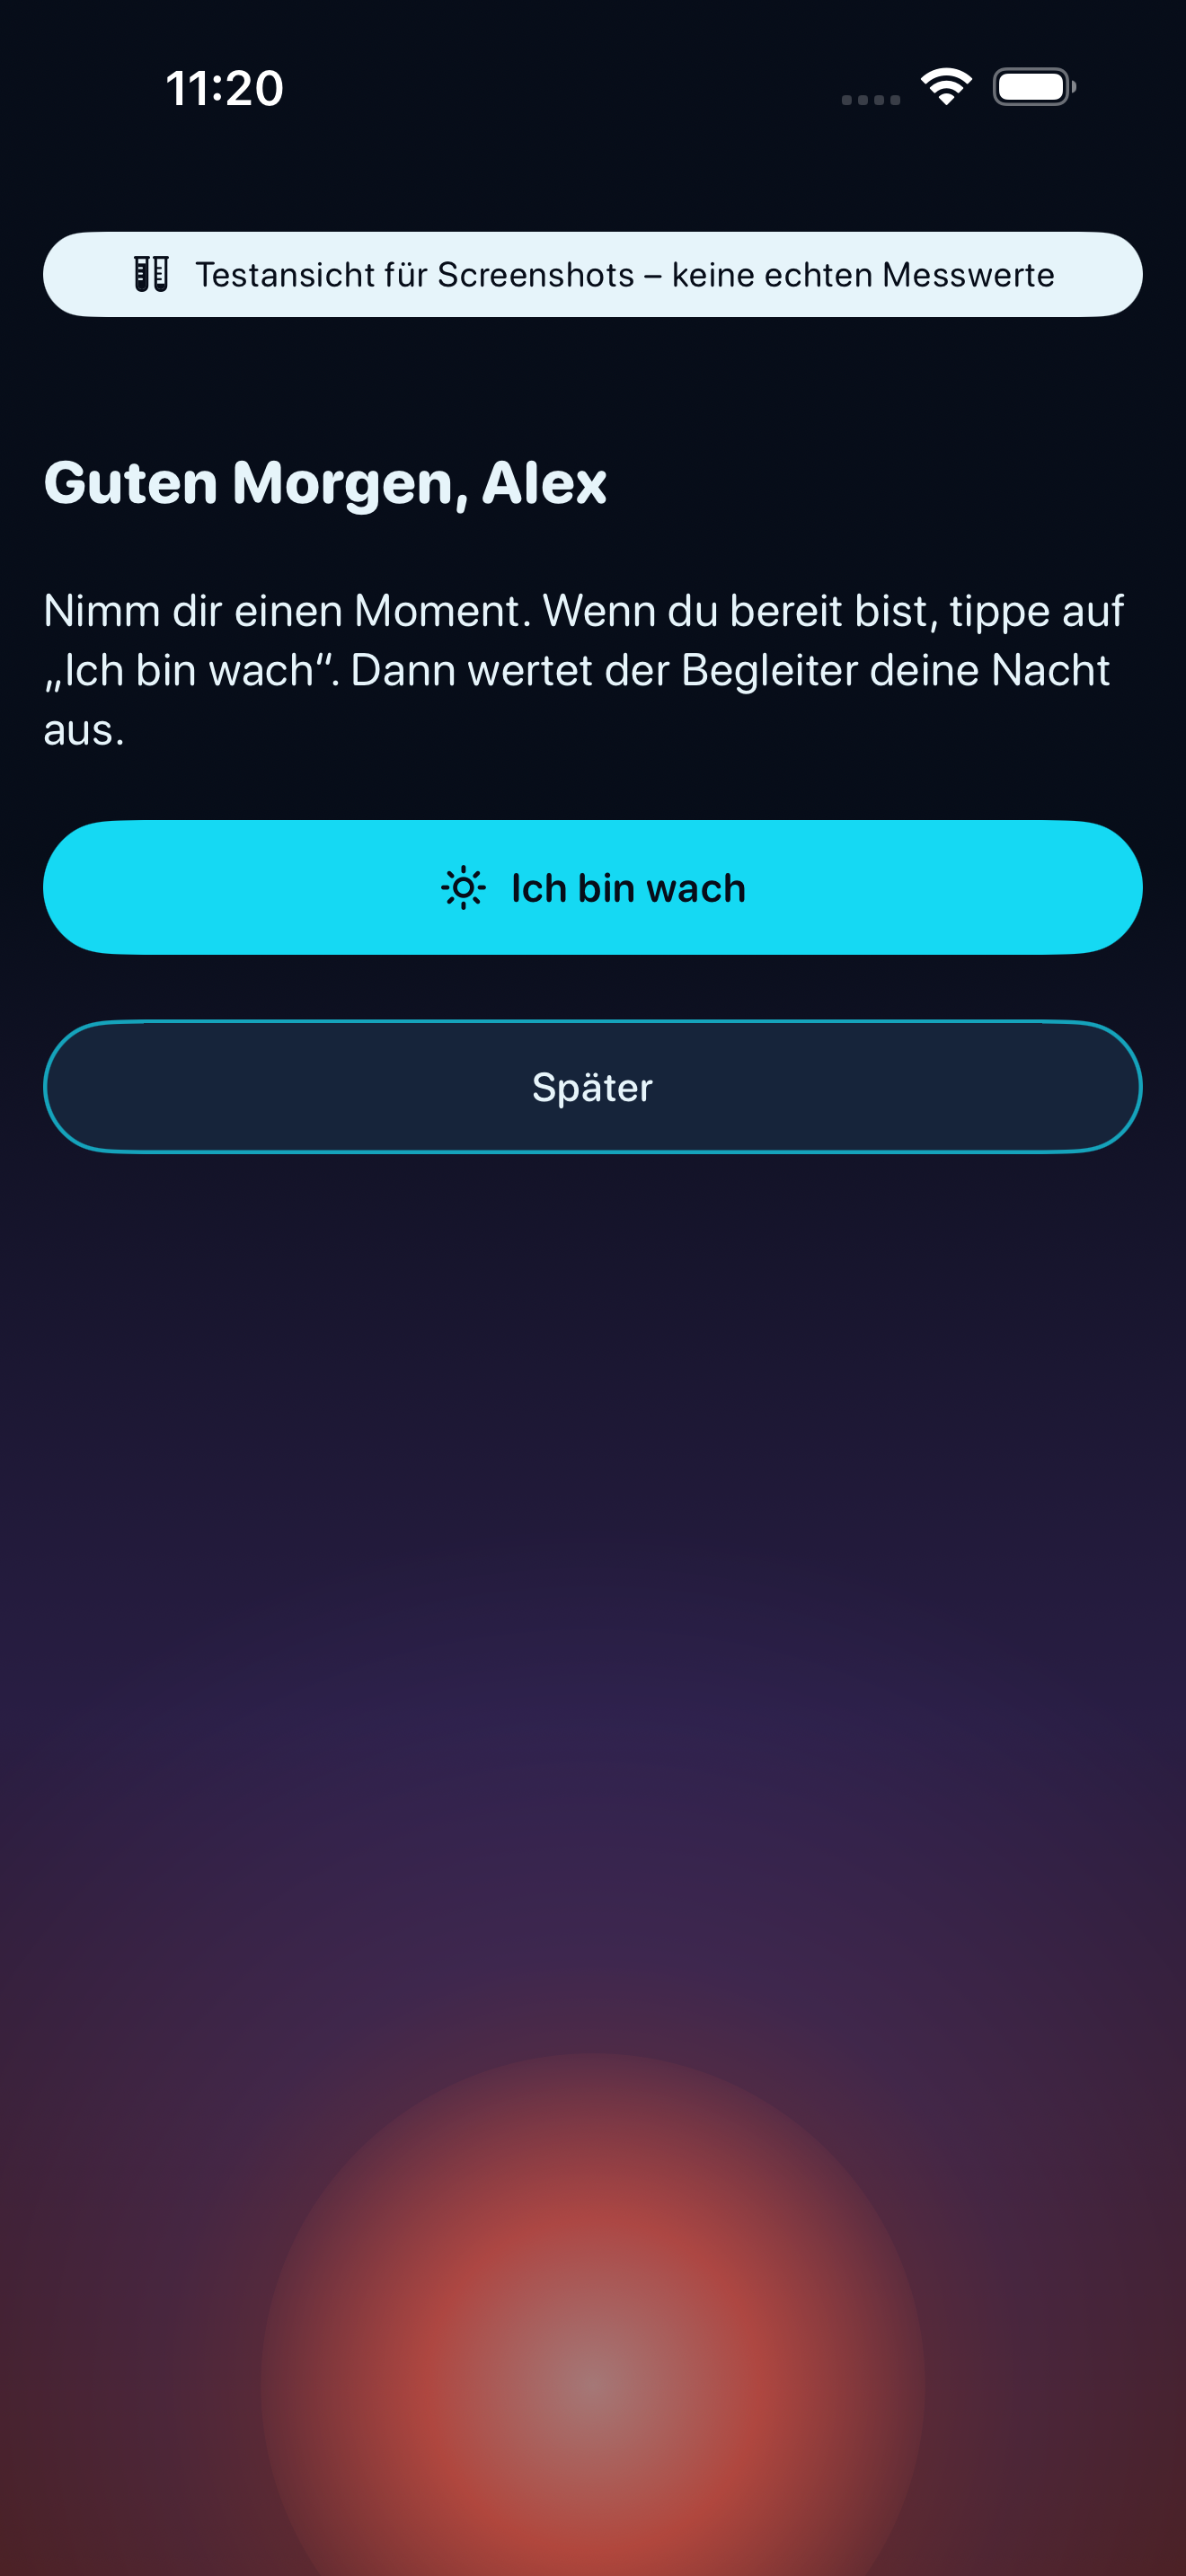 11:20
Testansicht für Screenshots – keine echten Messwerte
Guten Morgen, Alex
Nimm dir einen Moment. Wenn du bereit bist, tippe auf
„Ich bin wach“. Dann wertet der Begleiter deine Nacht
aus.
Ich bin wach
Später